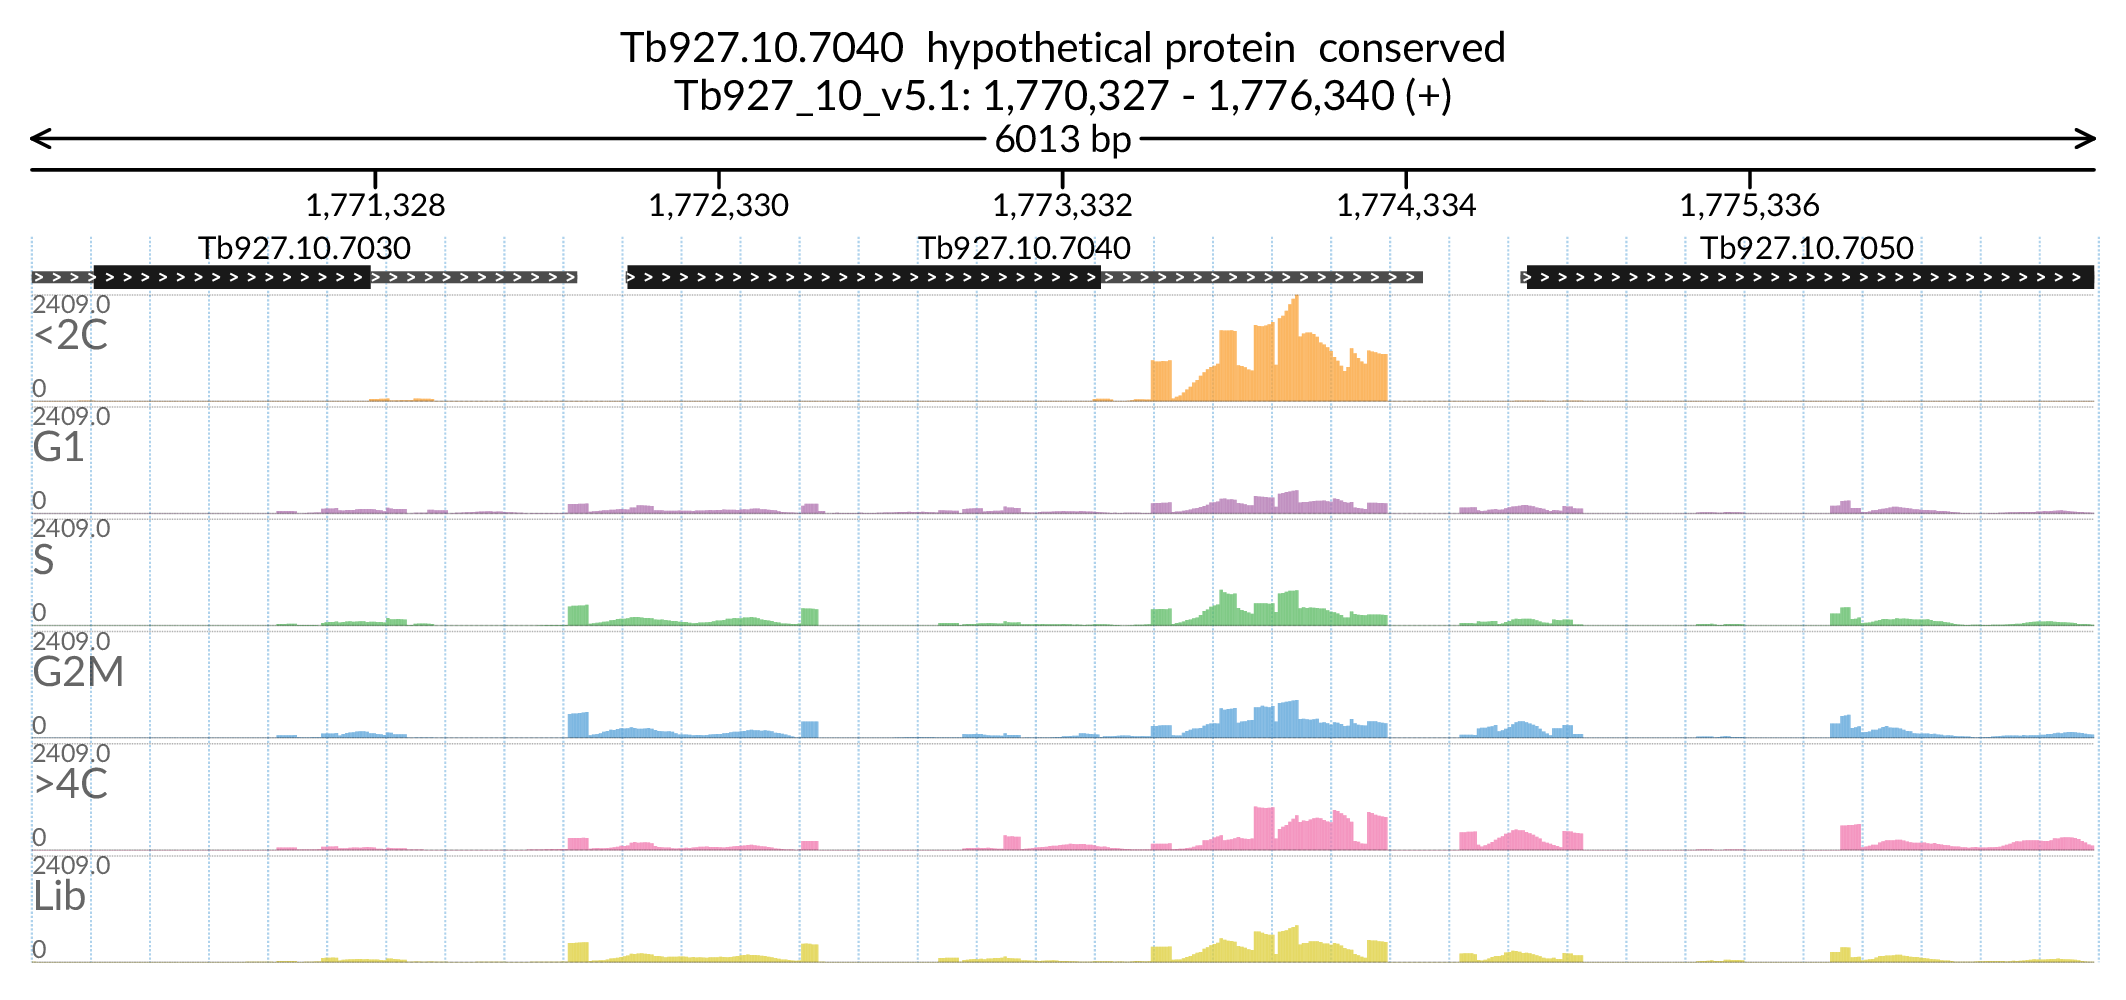 Tb927.10.7040 hypothetical protein conserved
Tb927_10_v5.1: 1,770,327 - 1,776,340 (+)
6013 bp
1,771,328 1,772,330 1,773,332 1,774,334 1,775,336
Tb927.10.7030 Tb927.10.7040 Tb927.10.7050
2409.0
<2C
0
2409.0
G1
0
2409.0
S
0
2409.0
G2M
0
2409.0
>4C
0
2409.0
Lib
0